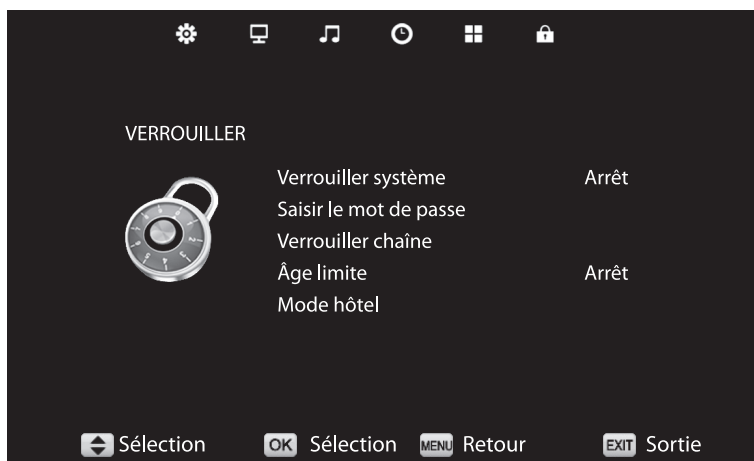 VERROUILLER
Verrouiller système Arrêt
Saisir le mot de passe
Verrouiller chaîne
Âge limite Arrêt
Mode hôtel
Sélection OK Sélection MENU Retour EXIT Sortie